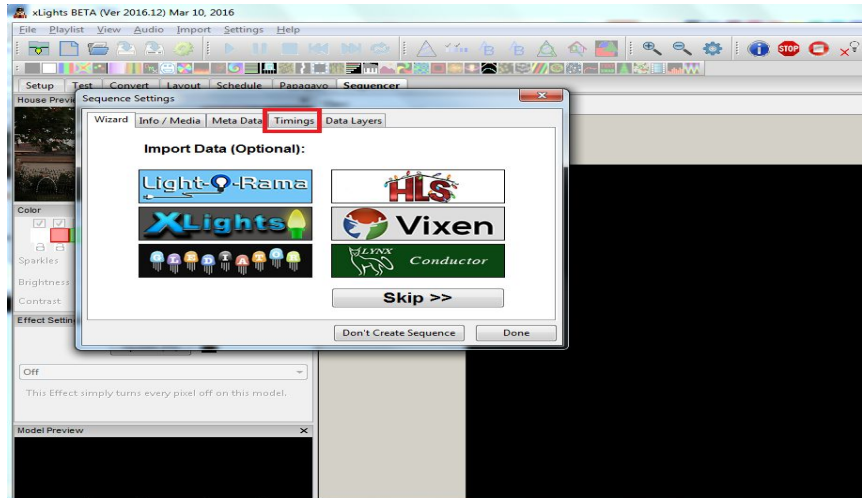 xLights BETA (Ver 2016.12) Mar 10, 2016
File Playlist View Audio Import Settings Help
STOP
Setup Test Convert Layout Schedule Papagayo Sequencer
House Previ
Sequence Settings
Wizard Info / Media Meta Data Timings Data Layers
Import Data (Optional):
Light-O-Rama
HLS
XLights
Vixen
GLEDIATOR
LYNX
Conductor
Skip >>
Don't Create Sequence Done
Color
Sparkles
Brightness
Contrast
Effect Settin
Off
This Effect simply turns every pixel off on this model.
Model Preview